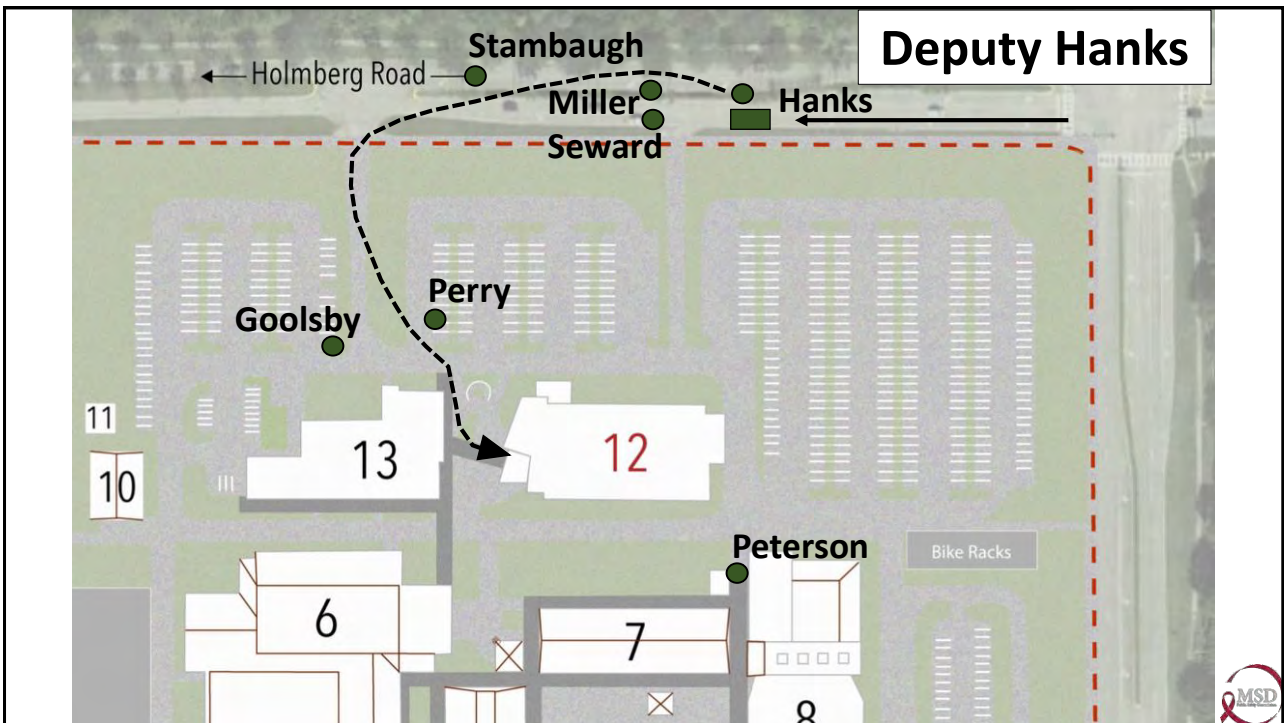 Deputy Hanks
Stambaugh
Holmberg Road
Miller
Hanks
Seward
Perry
Goolsby
11
13
12
10
Peterson
Bike Racks
6
7
8
MSD